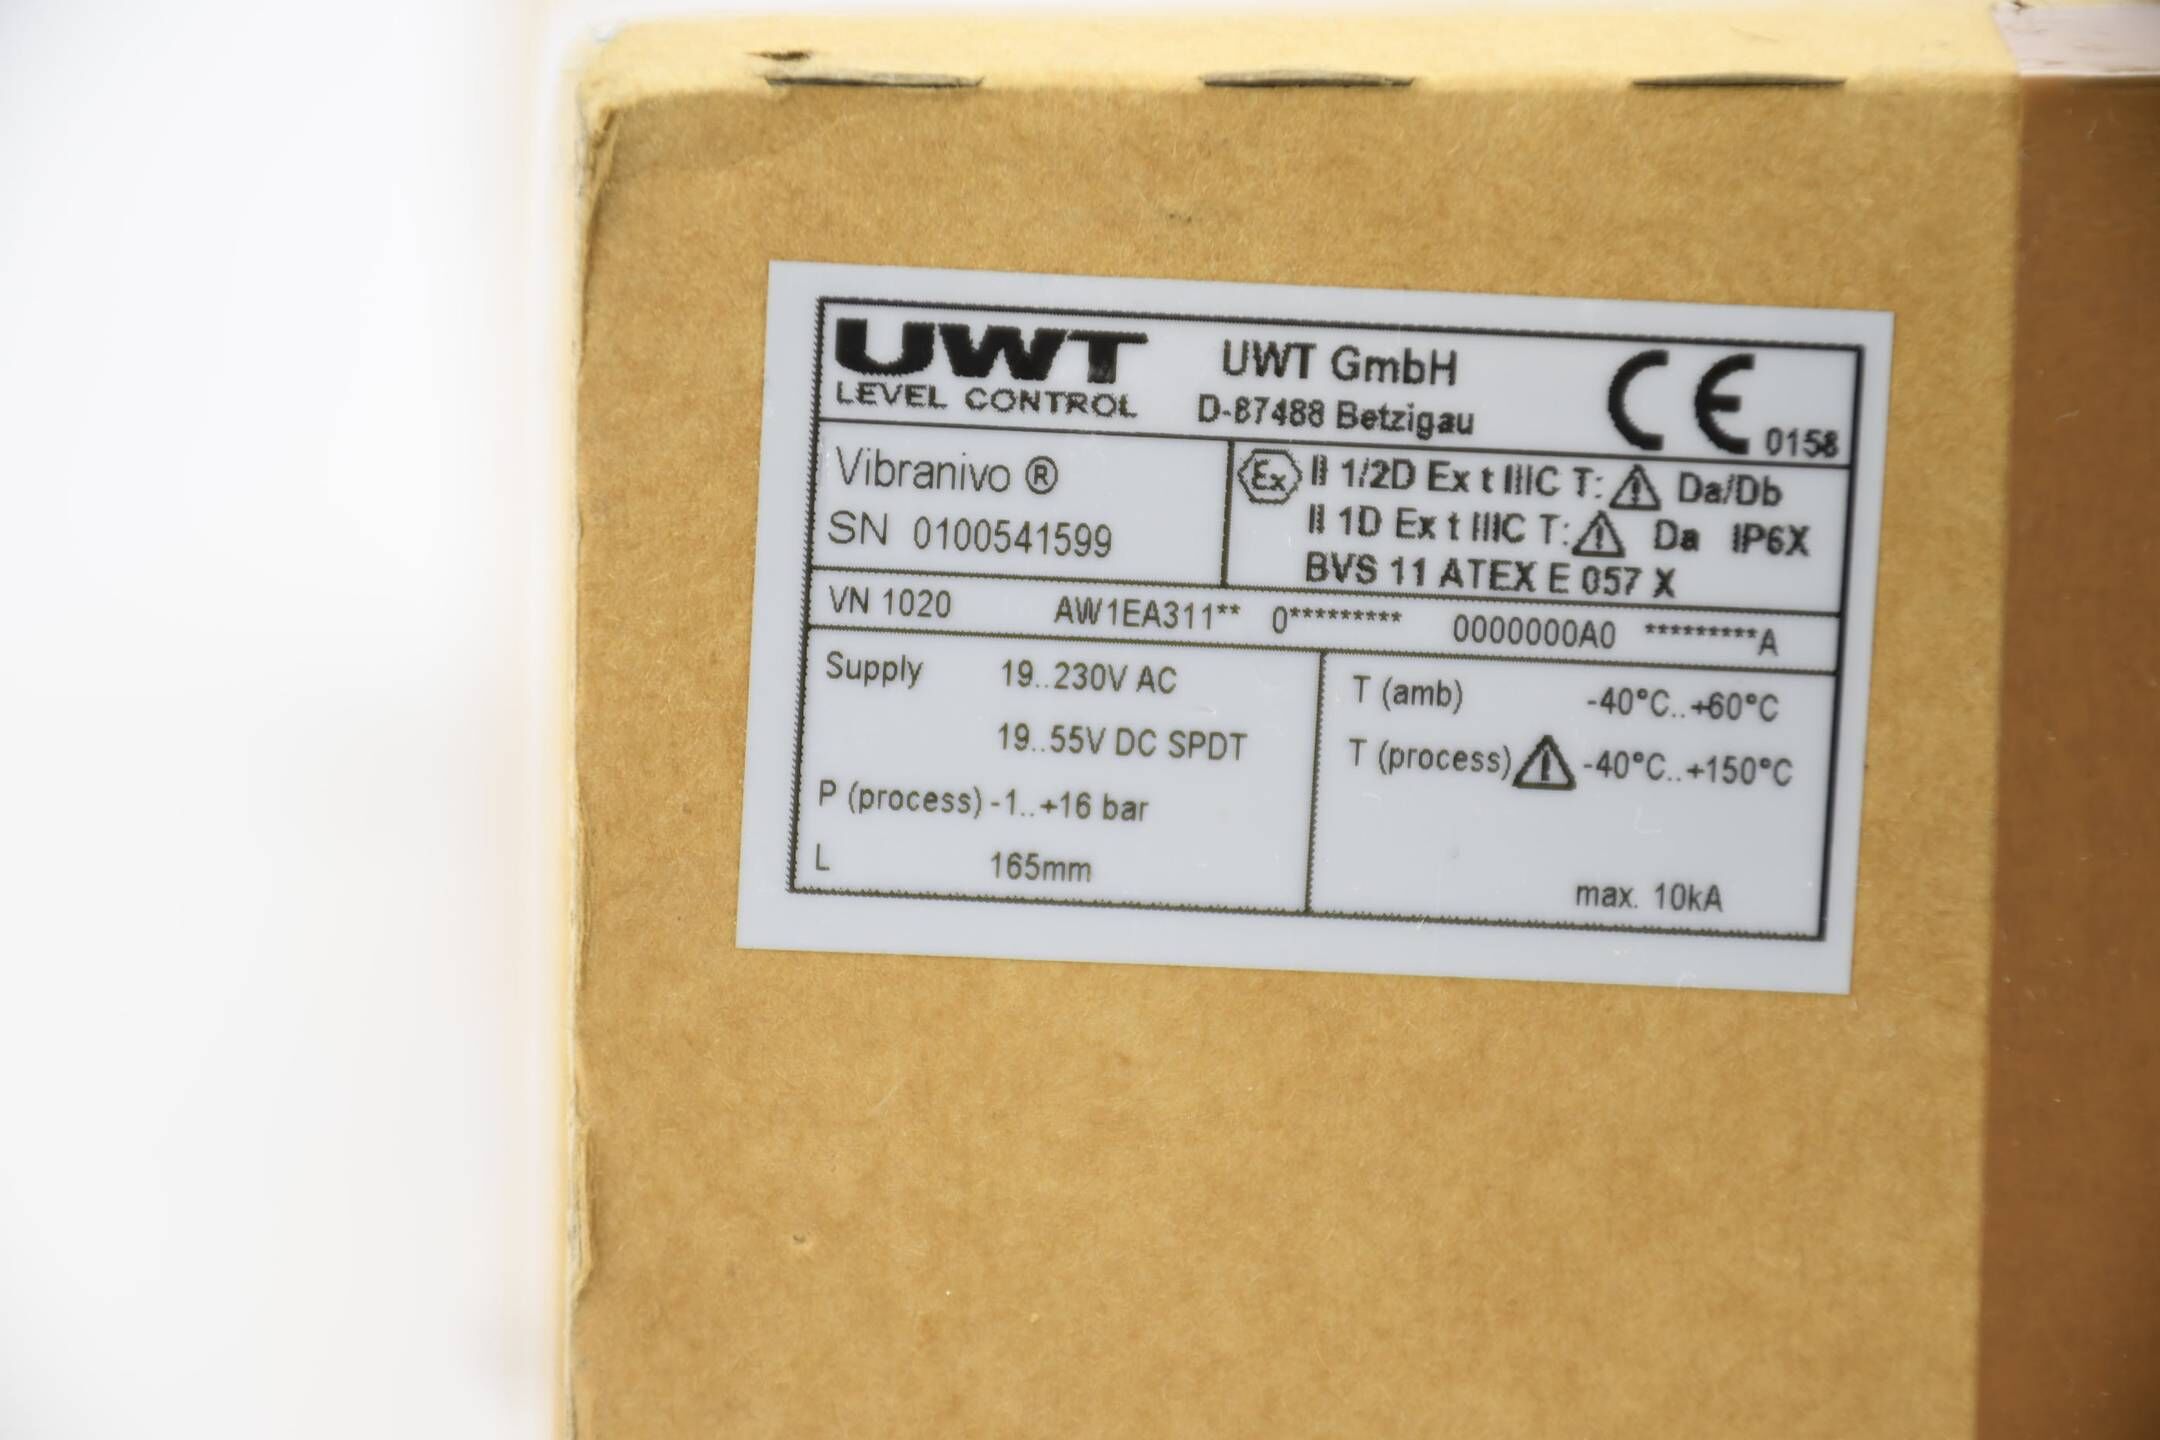 UWT
LEVEL CONTROL
UWT GmbH
D-87488 Betzigau
CE 0158
Vibranivo ®
SN 0100541599
Ex II 1/2D Ex t IIIC T: ⚠ Da/Db
II 1D Ex t IIIC T: ⚠ Da IP6X
BVS 11 ATEX E 057 X
VN 1020 AW1EA311** 0********* 0000000A0 *********A
Supply 19..230V AC
19..55V DC SPDT
P (process) -1..+16 bar
L 165mm
T (amb) -40°C..+60°C
T (process) ⚠ -40°C..+150°C
max. 10kA